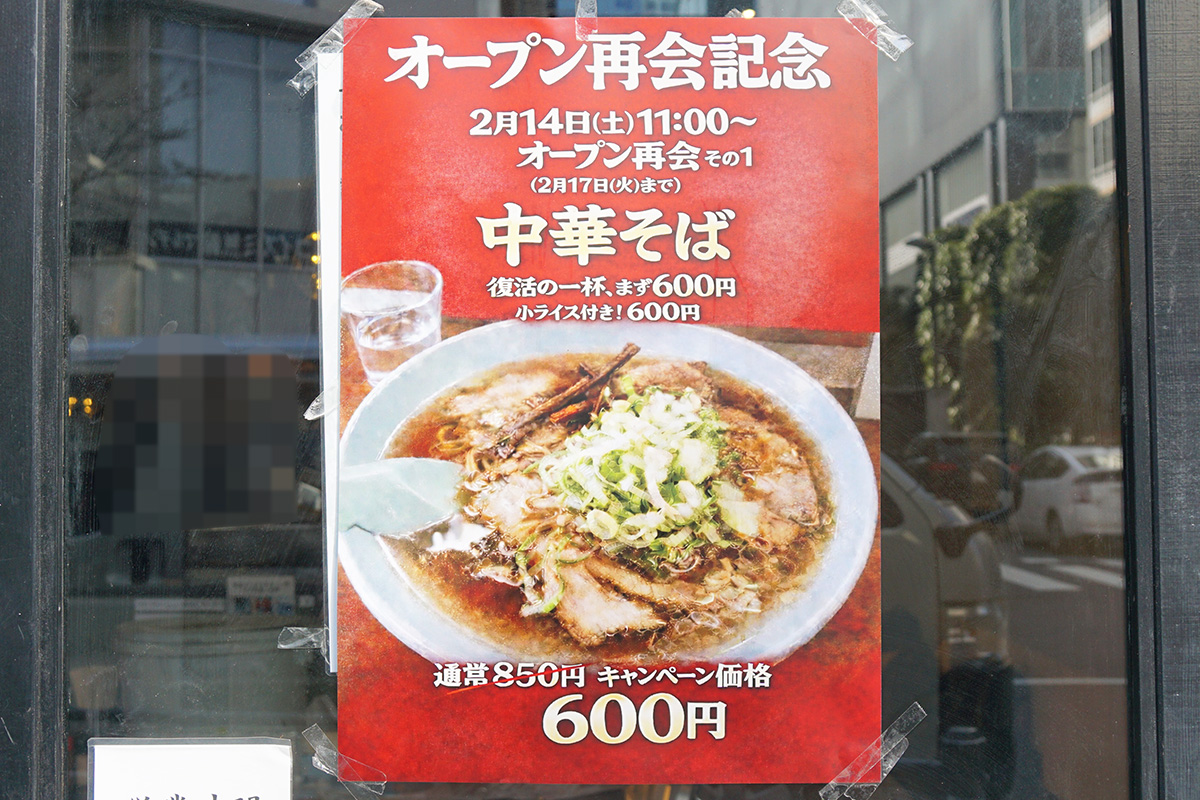 オープン再会記念
2月14日(土)11:00～
オープン再会 その1
(2月17日(火)まで)
中華そば
復活の一杯、まず600円
小ライス付き! 600円
通常850円 キャンペーン価格
600円